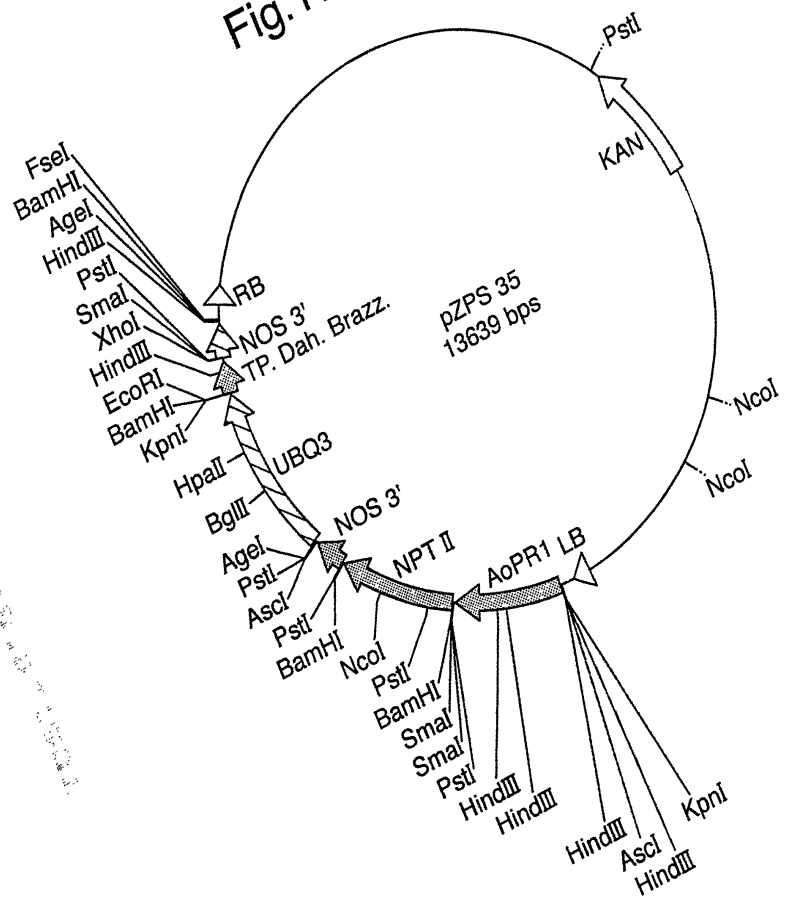 Fig.
PstI
KAN
FseI
BamHI
AgeI
HindIII
PstI
SmaI
XhoI
HindIII
EcoRI
BamHI
KpnI
HpaII
BglII
AgeI
PstI
AscI
PstI
BamHI
NcoI
PstI
BamHI
SmaI
SmaI
PstI
HindIII
HindIII
HindIII
AscI
HindIII
KpnI
RB
NOS 3'
TP. Dah. Brazz.
UBQ3
NOS 3'
NPT II
AoPR1
LB
pZPS 35
13639 bps
NcoI
NcoI